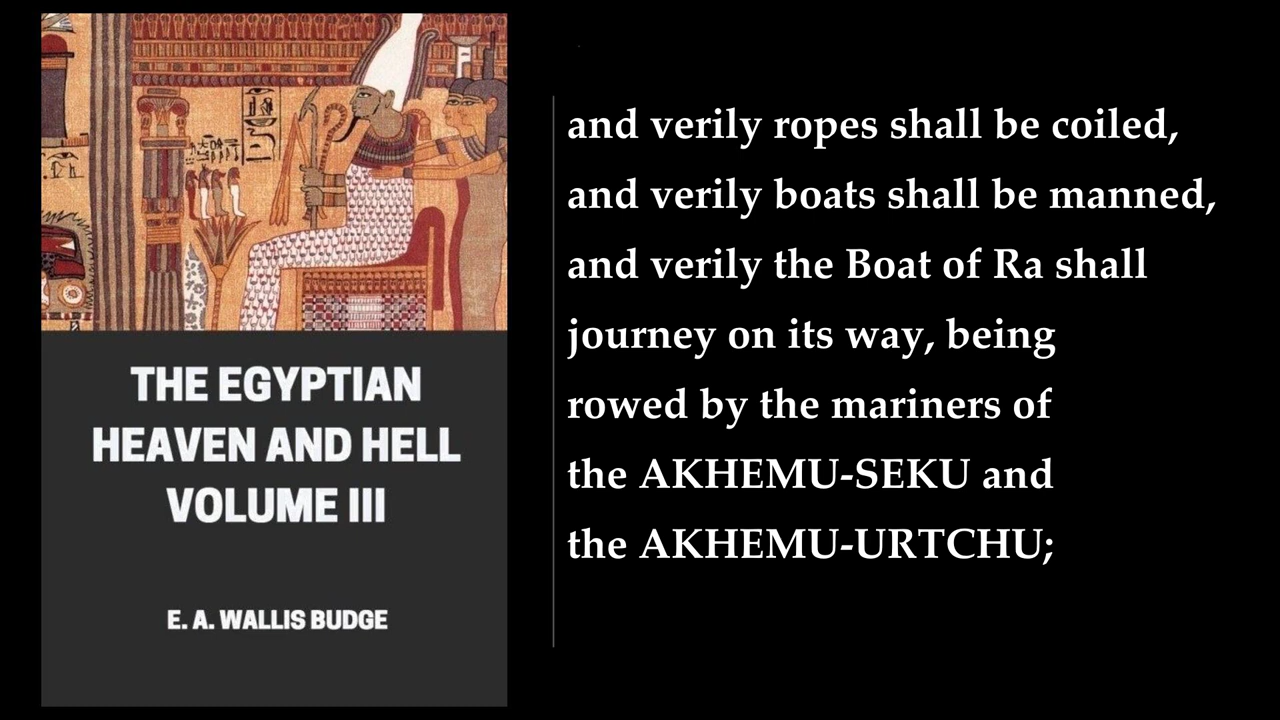 THE EGYPTIAN
HEAVEN AND HELL
VOLUME III
E. A. WALLIS BUDGE
and verily ropes shall be coiled,
and verily boats shall be manned,
and verily the Boat of Ra shall
journey on its way, being
rowed by the mariners of
the AKHEMU-SEKU and
the AKHEMU-URTCHU;